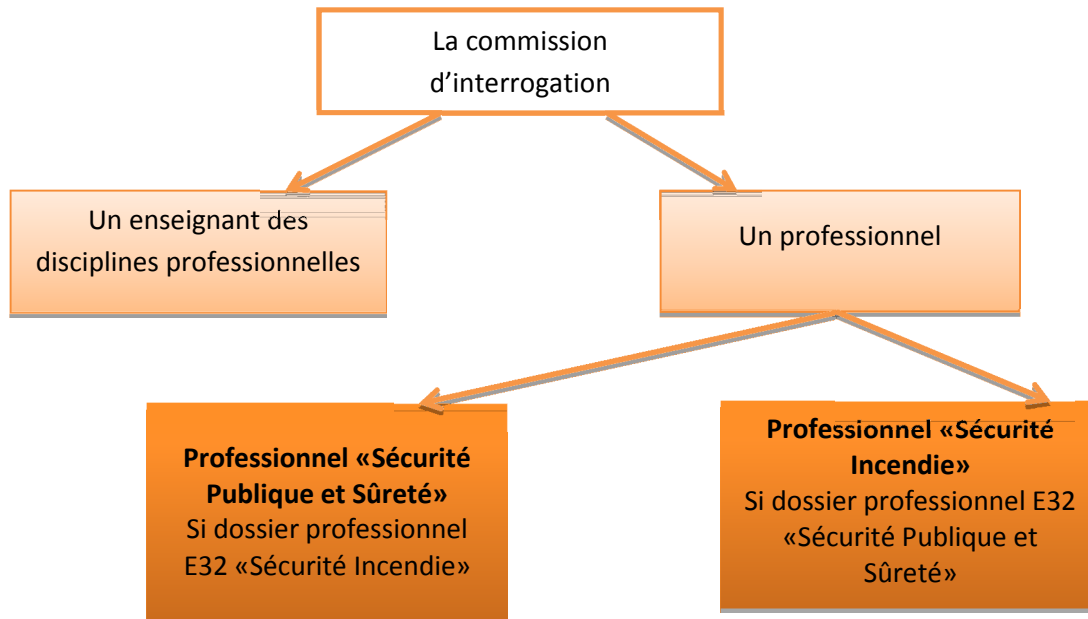 La commission
d’interrogation
Un enseignant des
disciplines professionnelles
Un professionnel
Professionnel «Sécurité
Publique et Sûreté»
Si dossier professionnel
E32 «Sécurité Incendie»
Professionnel «Sécurité
Incendie»
Si dossier professionnel E32
«Sécurité Publique et
Sûreté»